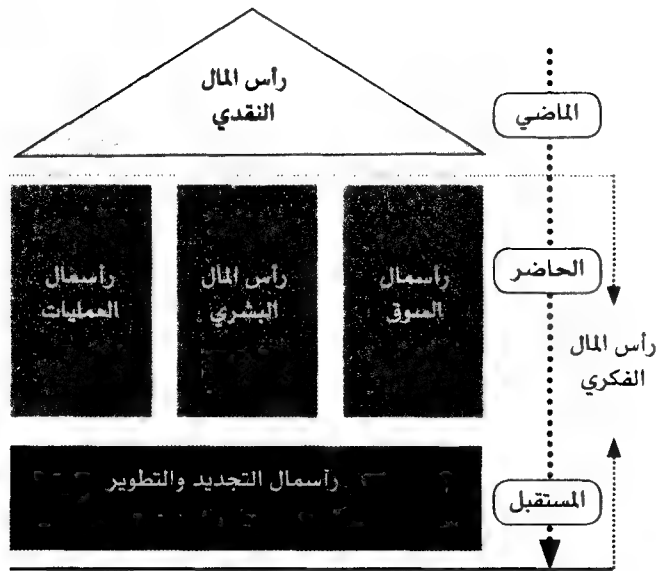 رأس المال
النقدي
الماضي
رأسمال
السوق
رأس المال
البشري
رأسمال
العمليات
الحاضر
رأس المال
الفكري
رأسمال التجديد والتطوير
المستقبل